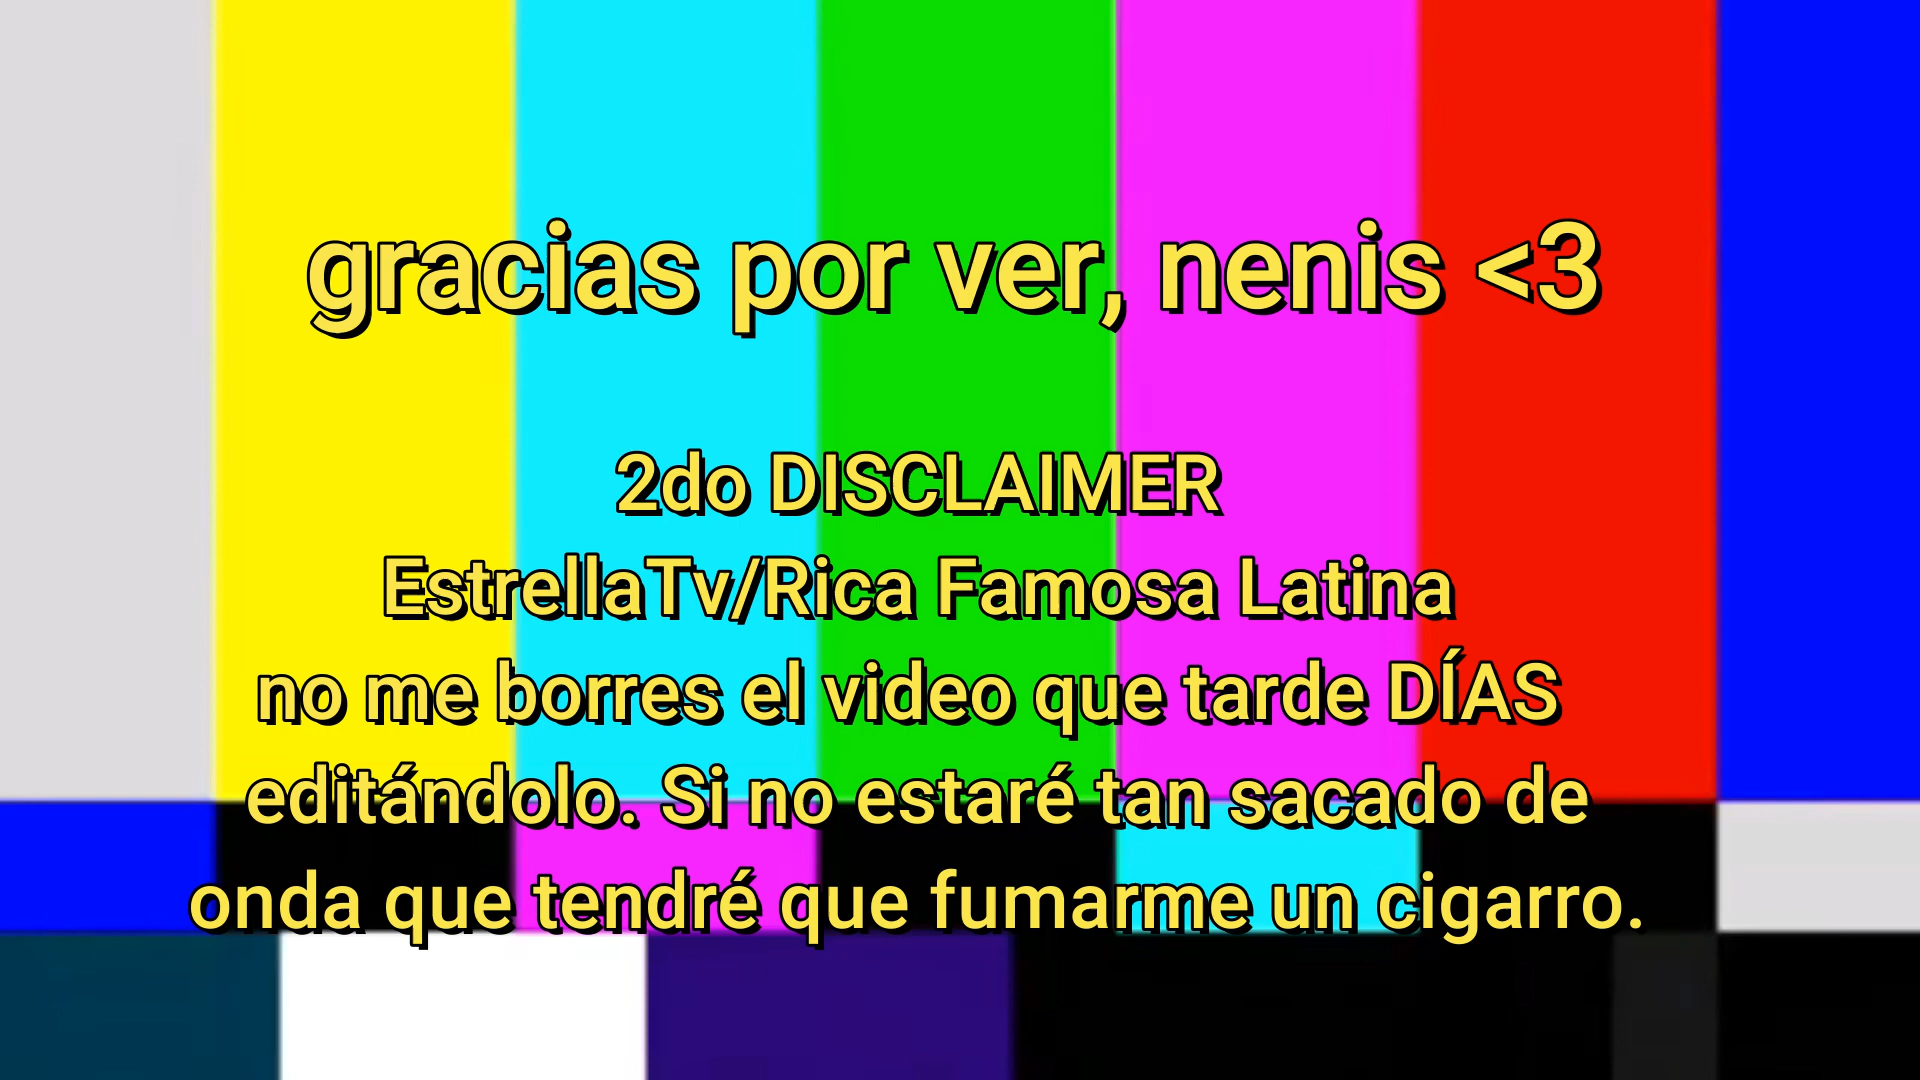 gracias por ver, nenis <3
2do DISCLAIMER
EstrellaTv/Rica Famosa Latina
no me borres el video que tarde DÍAS
editándolo. Si no estaré tan sacado de
onda que tendré que fumarme un cigarro.